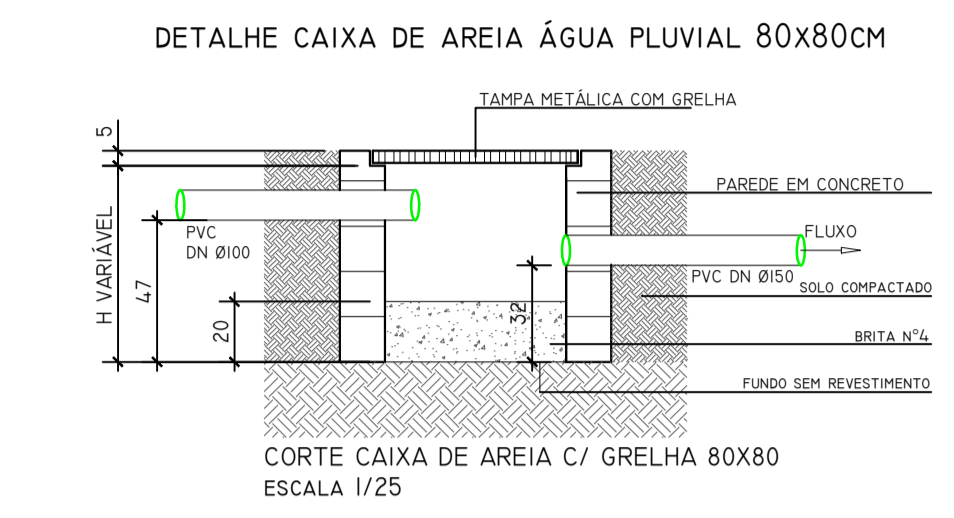 DETALHE CAIXA DE AREIA ÁGUA PLUVIAL 80X80CM
TAMPA METÁLICA COM GRELHA
5
PAREDE EM CONCRETO
PVC
DN Ø100
FLUXO
H VARIÁVEL
47
PVC DN Ø150
SOLO COMPACTADO
20
32
BRITA Nº4
FUNDO SEM REVESTIMENTO
CORTE CAIXA DE AREIA C/ GRELHA 80X80
ESCALA 1/25